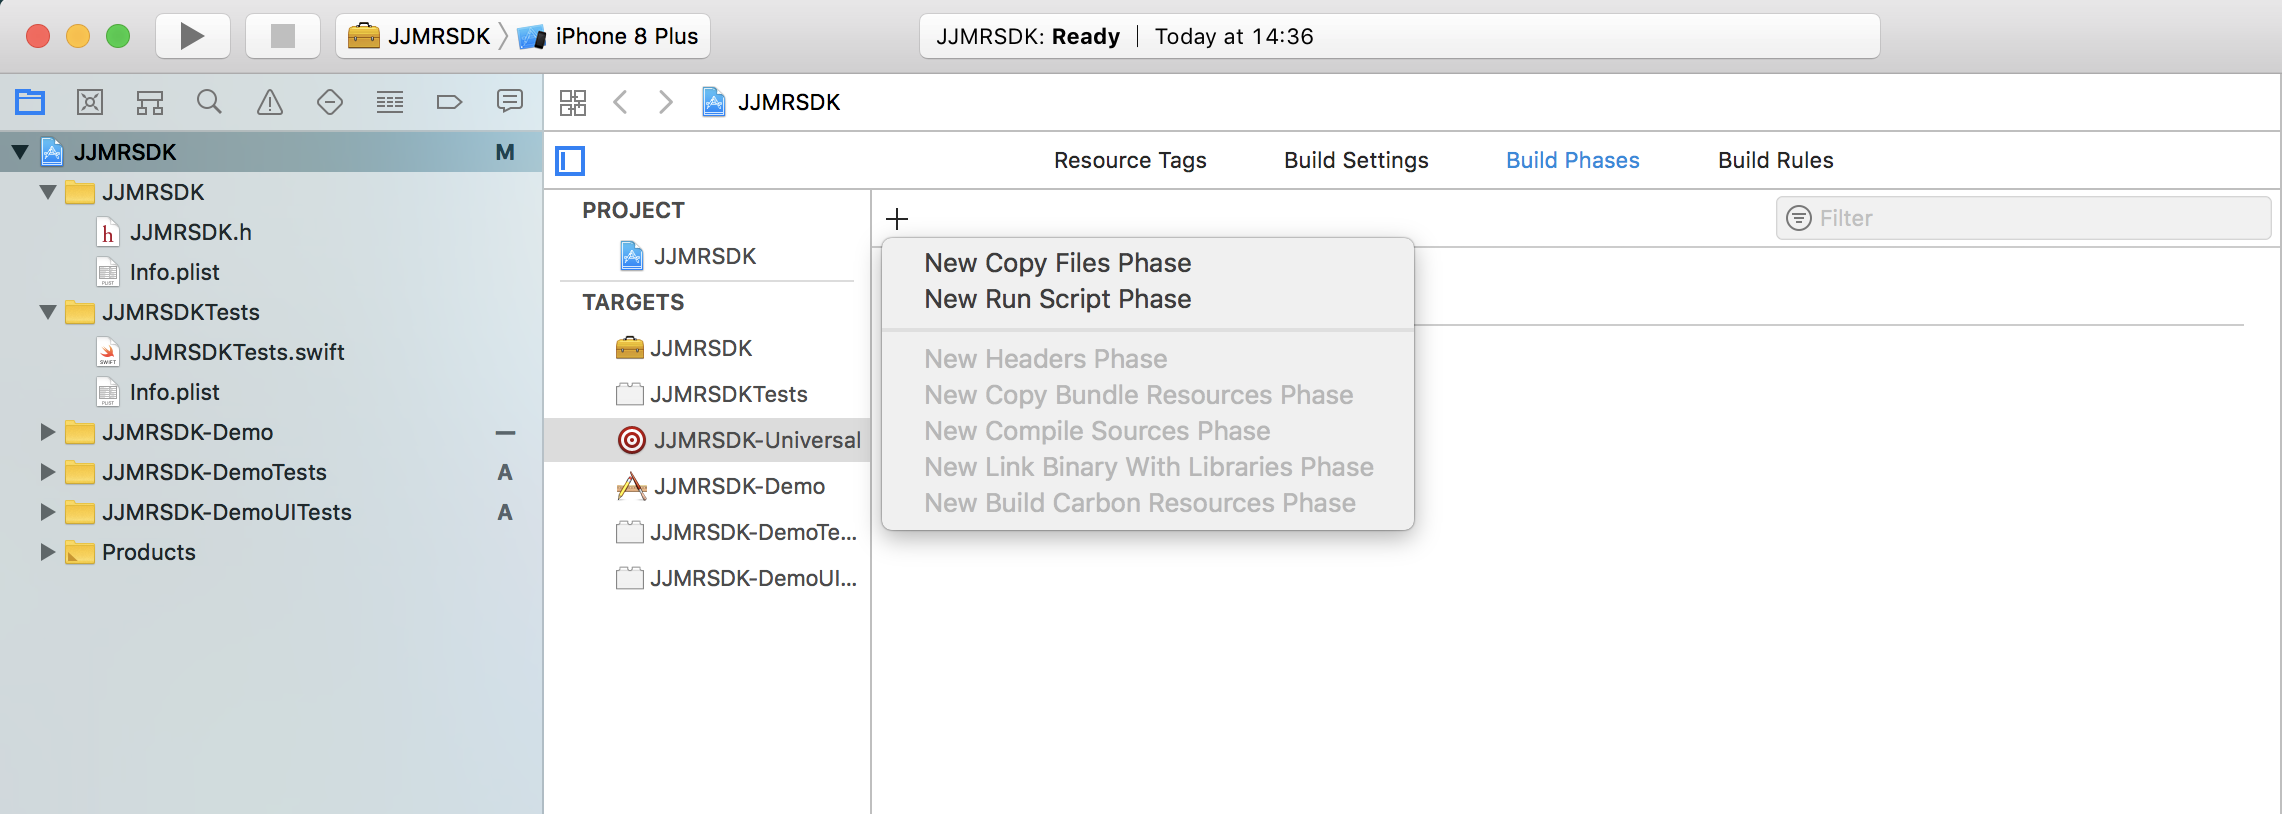 JJMRSDK iPhone 8 Plus
JJMRSDK: Ready Today at 14:36
JJMRSDK
JJMRSDK M
Resource Tags Build Settings Build Phases Build Rules
JJMRSDK
JJMRSDK.h
Info.plist
JJMRSDKTests
JJMRSDKTests.swift
Info.plist
JJMRSDK-Demo
JJMRSDK-DemoTests A
JJMRSDK-DemoUITests A
Products
PROJECT
JJMRSDK
TARGETS
JJMRSDK
JJMRSDKTests
JJMRSDK-Universal
JJMRSDK-Demo
JJMRSDK-DemoTe...
JJMRSDK-DemoUI...
Filter
New Copy Files Phase
New Run Script Phase
New Headers Phase
New Copy Bundle Resources Phase
New Compile Sources Phase
New Link Binary With Libraries Phase
New Build Carbon Resources Phase